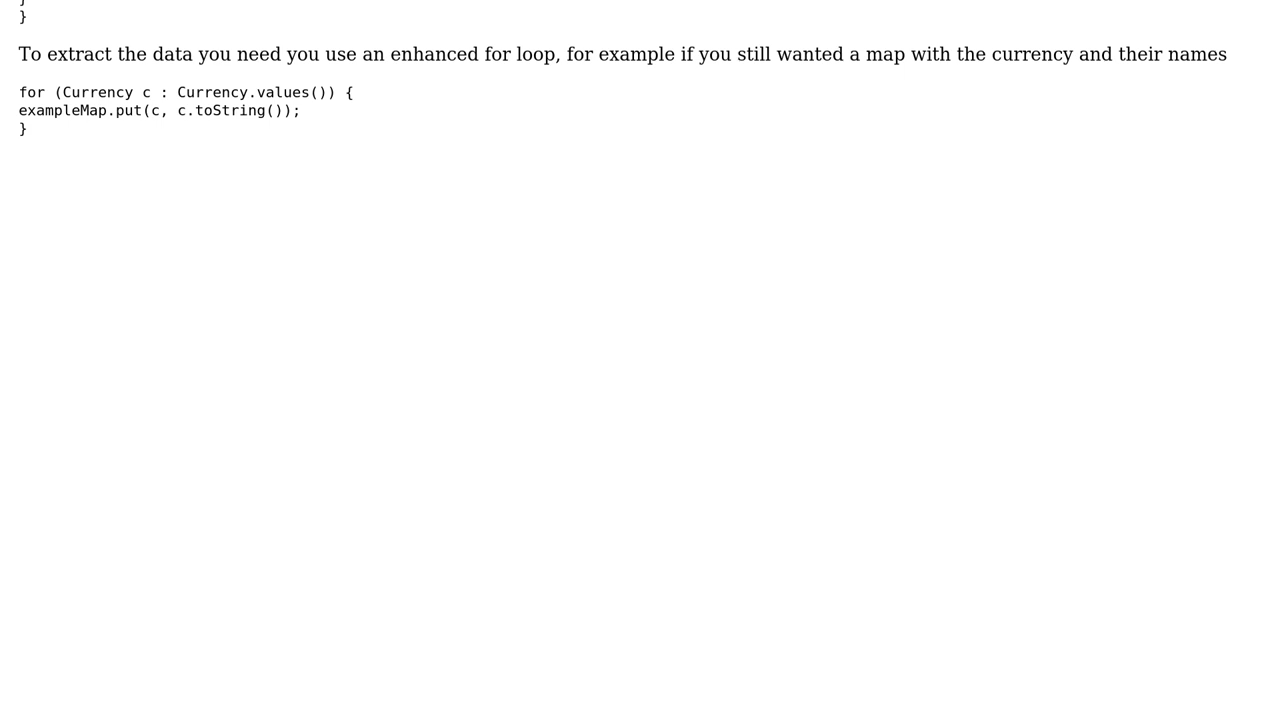 }
}
To extract the data you need you use an enhanced for loop, for example if you still wanted a map with the currency and their names
for (Currency c : Currency.values()) {
exampleMap.put(c, c.toString());
}